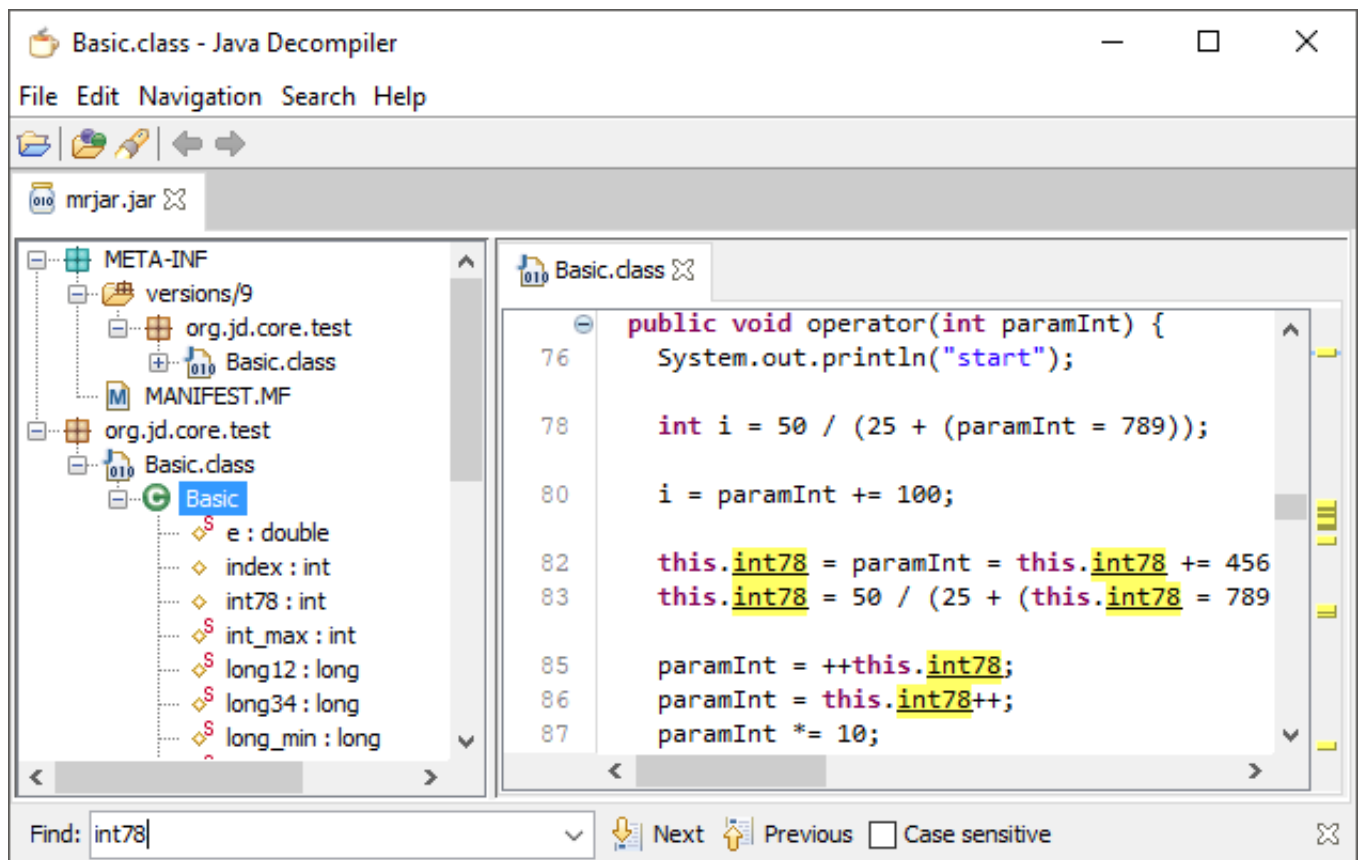 Basic.class - Java Decompiler
File Edit Navigation Search Help
mrjar.jar
META-INF
versions/9
org.jd.core.test
Basic.class
MANIFEST.MF
org.jd.core.test
Basic.class
Basic
e : double
index : int
int78 : int
int_max : int
long12 : long
long34 : long
long_min : long
Basic.class
public void operator(int paramInt) {
76 System.out.println("start");
78 int i = 50 / (25 + (paramInt = 789));
80 i = paramInt += 100;
82 this.int78 = paramInt = this.int78 += 456
83 this.int78 = 50 / (25 + (this.int78 = 789
85 paramInt = ++this.int78;
86 paramInt = this.int78++;
87 paramInt *= 10;
Find: int78 Next Previous Case sensitive